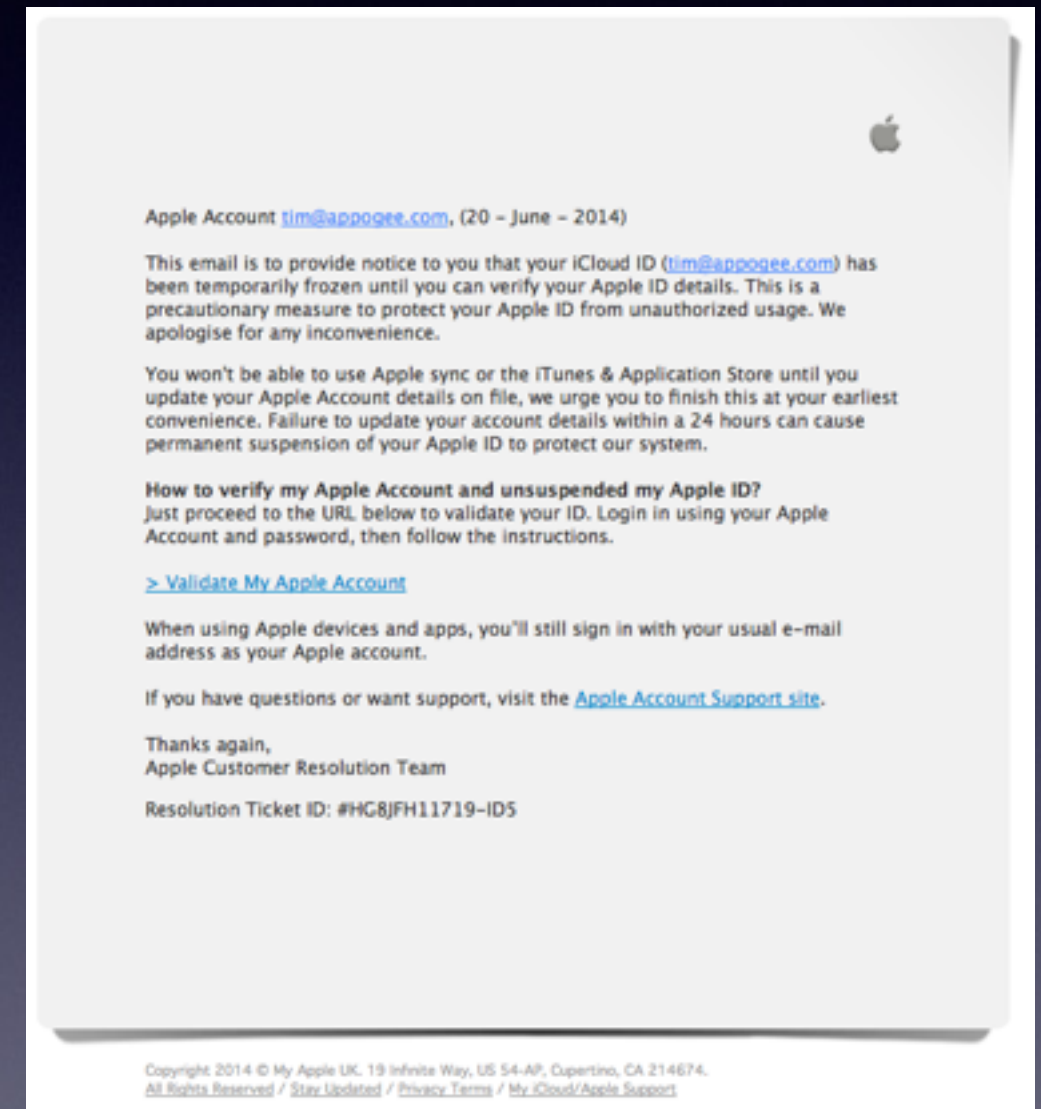 Apple Account tim@appogee.com, (20 – June – 2014)
This email is to provide notice to you that your iCloud ID (tim@appogee.com) has
been temporarily frozen until you can verify your Apple ID details. This is a
precautionary measure to protect your Apple ID from unauthorized usage. We
apologise for any inconvenience.
You won't be able to use Apple sync or the iTunes & Application Store until you
update your Apple Account details on file, we urge you to finish this at your earliest
convenience. Failure to update your account details within a 24 hours can cause
permanent suspension of your Apple ID to protect our system.
How to verify my Apple Account and unsuspended my Apple ID?
Just proceed to the URL below to validate your ID. Login in using your Apple
Account and password, then follow the instructions.
> Validate My Apple Account
When using Apple devices and apps, you'll still sign in with your usual e-mail
address as your Apple account.
If you have questions or want support, visit the Apple Account Support site.
Thanks again,
Apple Customer Resolution Team
Resolution Ticket ID: #HG8JFH11719-ID5
Copyright 2014 © My Apple UK. 19 Infinite Way, US 54-AP, Cupertino, CA 214674.
All Rights Reserved / Stay Updated / Privacy Terms / My iCloud/Apple Support